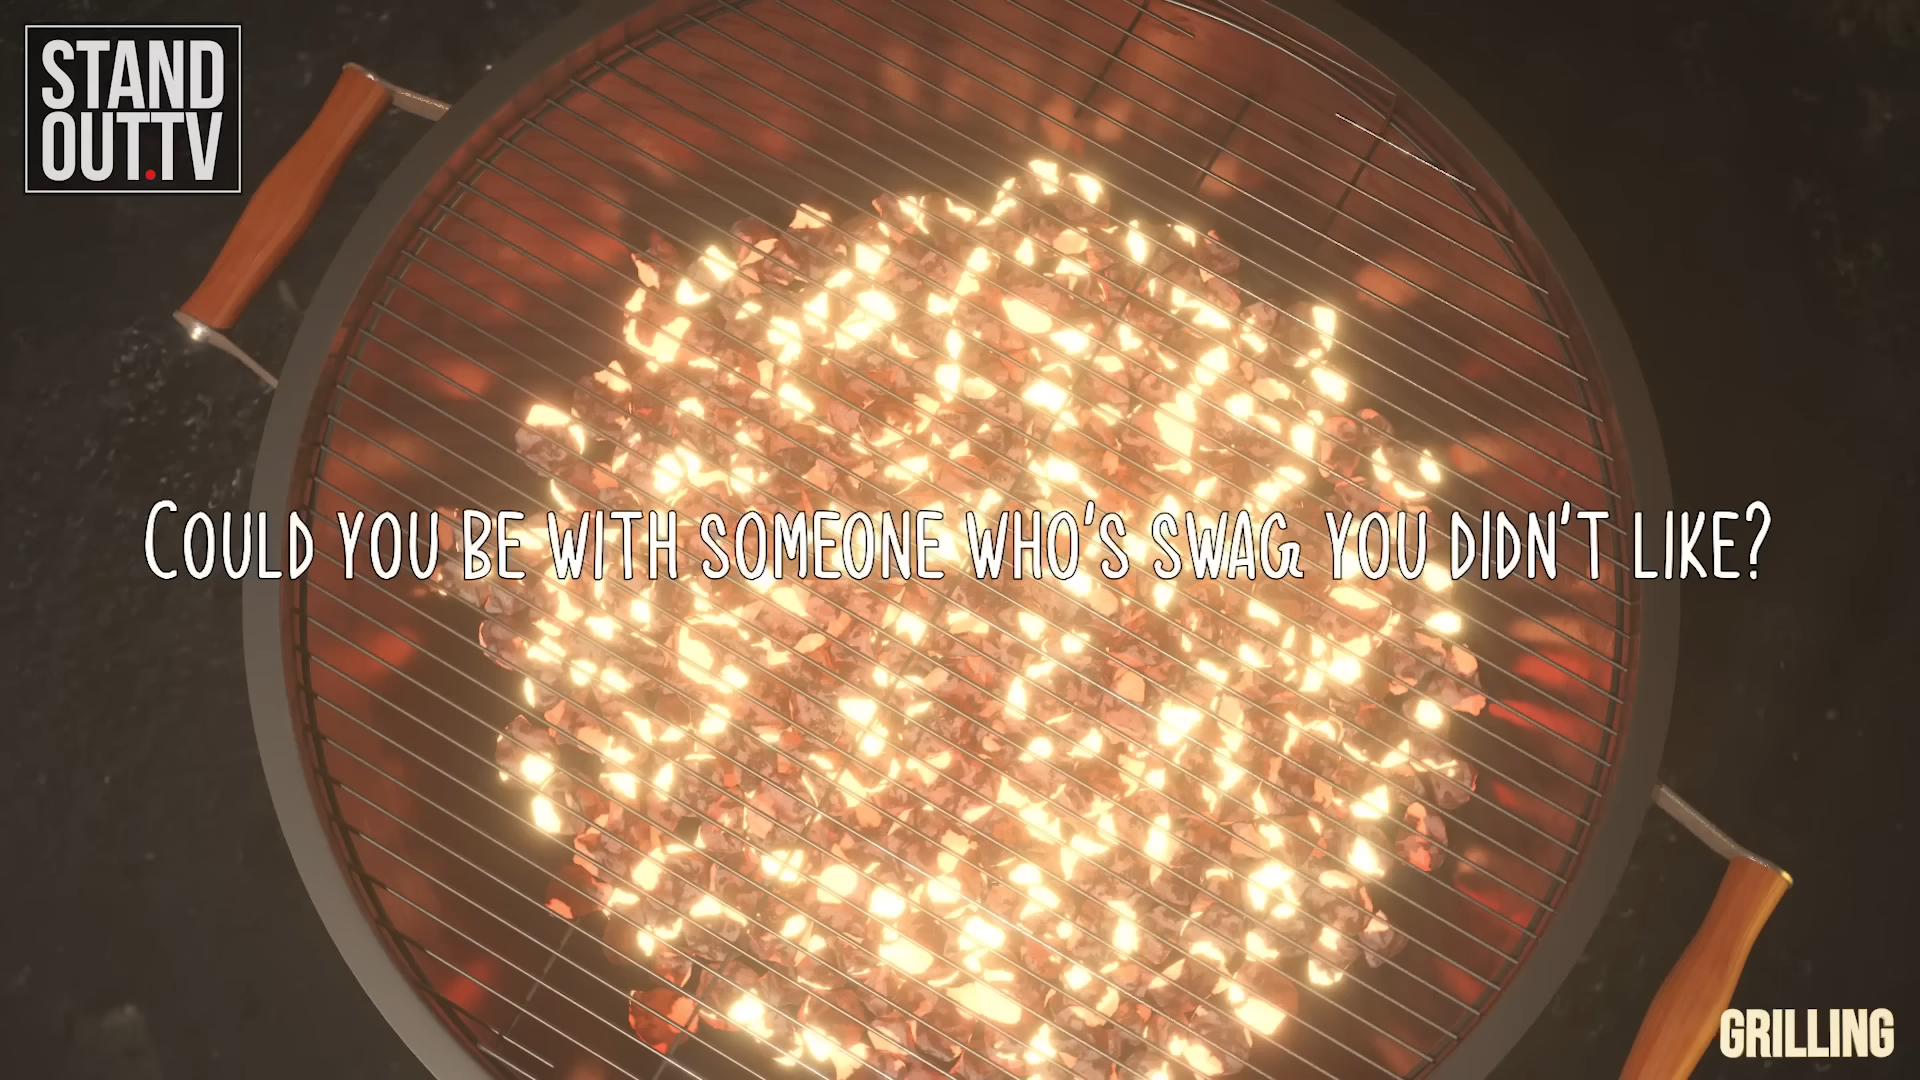 STAND
OUT.TV
Could you be with someone who's swag you didn't like?
GRILLING